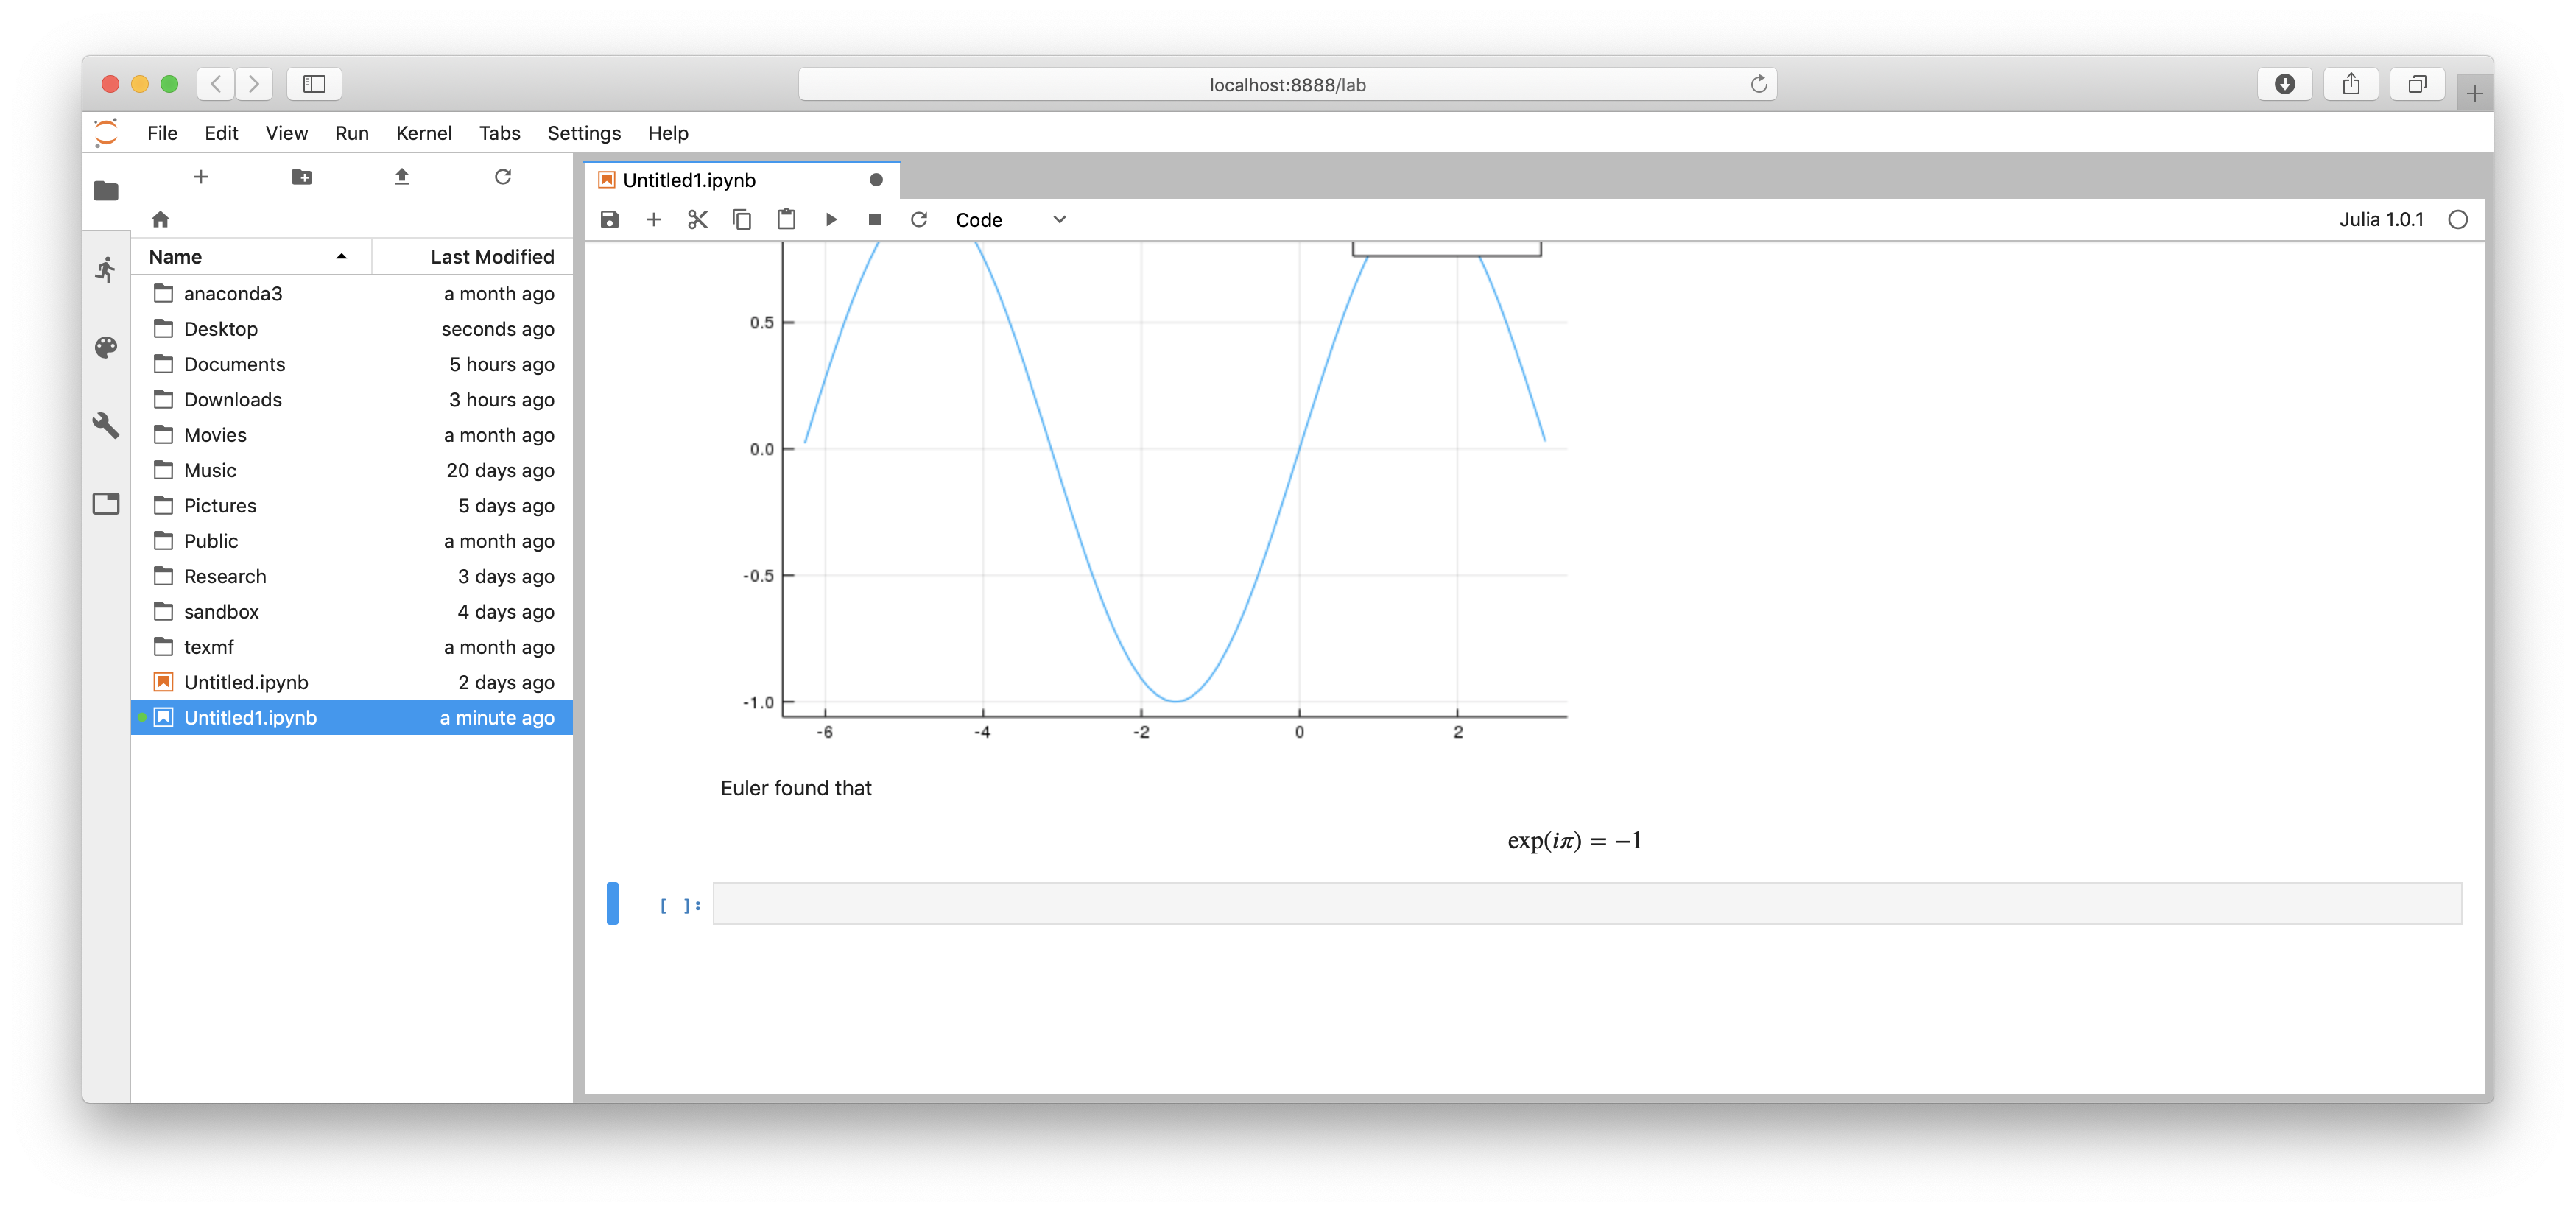 localhost:8888/lab
File Edit View Run Kernel Tabs Settings Help
Name Last Modified
anaconda3 a month ago
Desktop seconds ago
Documents 5 hours ago
Downloads 3 hours ago
Movies a month ago
Music 20 days ago
Pictures 5 days ago
Public a month ago
Research 3 days ago
sandbox 4 days ago
texmf a month ago
Untitled.ipynb 2 days ago
Untitled1.ipynb a minute ago
Untitled1.ipynb
Code Julia 1.0.1
0.5
0.0
-0.5
-1.0
-6 -4 -2 0 2
Euler found that
exp(iπ) = −1
[ ]: